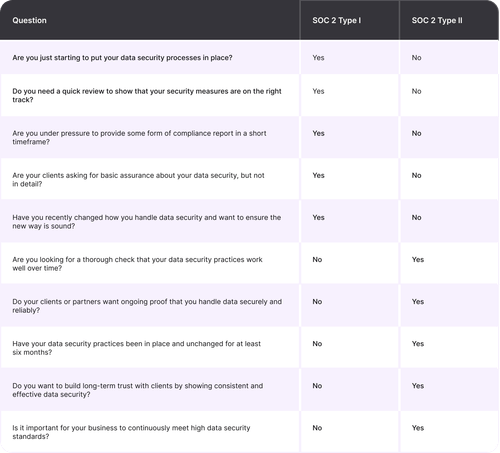 Question SOC 2 Type I SOC 2 Type II
Are you just starting to put your data security processes in place? Yes No
Do you need a quick review to show that your security measures are on the right Yes No
track?
Are you under pressure to provide some form of compliance report in a short Yes No
timeframe?
Are your clients asking for basic assurance about your data security, but not Yes No
in detail?
Have you recently changed how you handle data security and want to ensure the Yes No
new way is sound?
Are you looking for a thorough check that your data security practices work No Yes
well over time?
Do your clients or partners want ongoing proof that you handle data securely and No Yes
reliably?
Have your data security practices been in place and unchanged for at least No Yes
six months?
Do you want to build long-term trust with clients by showing consistent and No Yes
effective data security?
Is it important for your business to continuously meet high data security No Yes
standards?